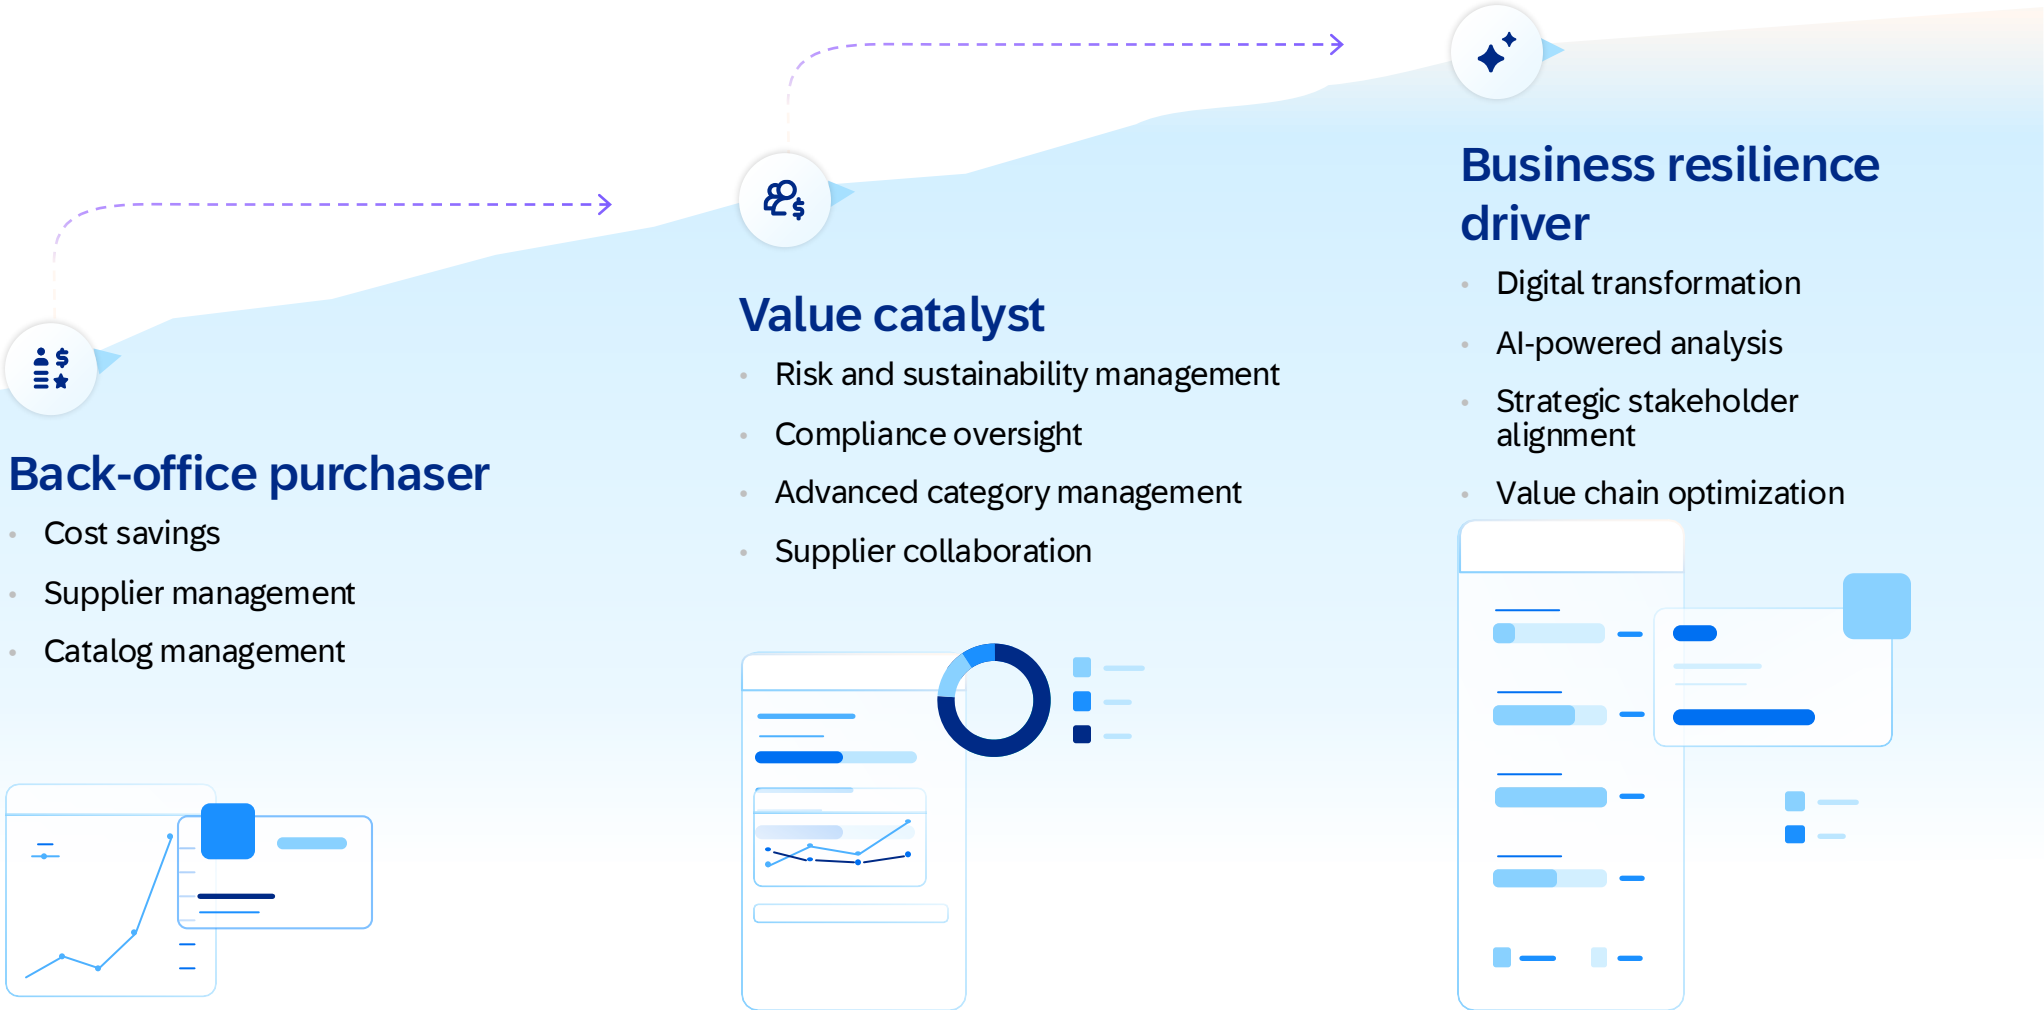 Back-office purchaser
Cost savings
Supplier management
Catalog management
Value catalyst
Risk and sustainability management
Compliance oversight
Advanced category management
Supplier collaboration
Business resilience
driver
Digital transformation
AI-powered analysis
Strategic stakeholder
alignment
Value chain optimization